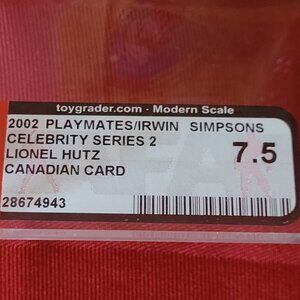 toygrader.com · Modern Scale
2002 PLAYMATES/IRWIN SIMPSONS
CELEBRITY SERIES 2
LIONEL HUTZ
CANADIAN CARD
7.5
28674943